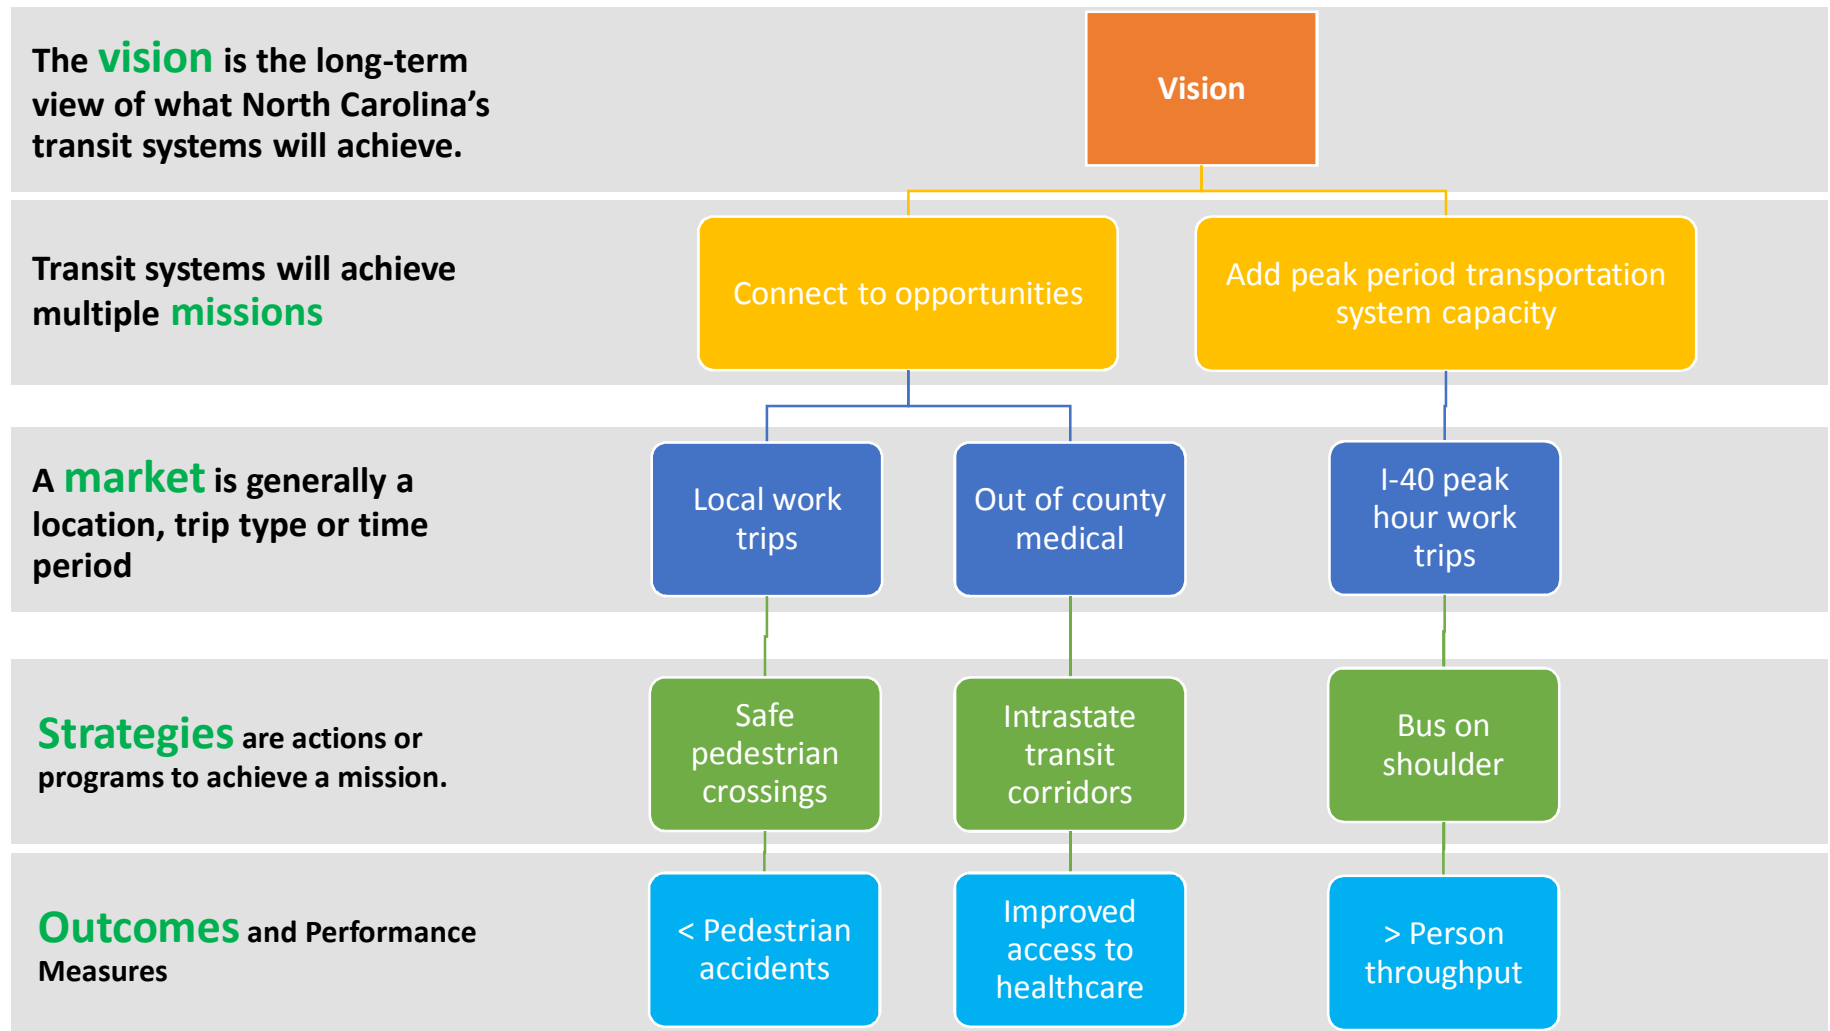 The vision is the long-term
view of what North Carolina's
transit systems will achieve.
Vision
Transit systems will achieve
multiple missions
Connect to opportunities
Add peak period transportation
system capacity
A market is generally a
location, trip type or time
period
Local work
trips
Out of county
medical
I-40 peak
hour work
trips
Strategies are actions or
programs to achieve a mission.
Safe
pedestrian
crossings
Intrastate
transit
corridors
Bus on
shoulder
Outcomes and Performance
Measures
< Pedestrian
accidents
Improved
access to
healthcare
> Person
throughput